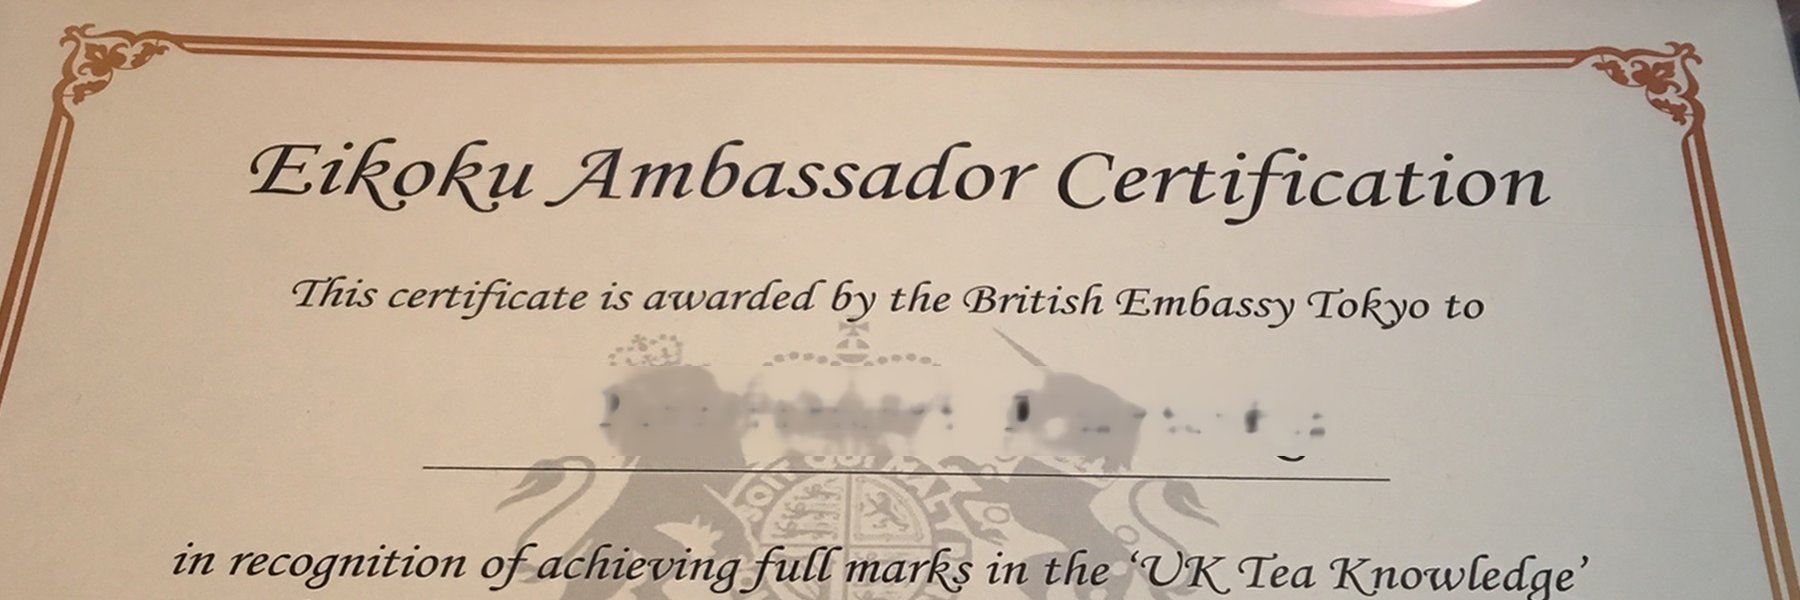 Eikoku Ambassador Certification
This certificate is awarded by the British Embassy Tokyo to
in recognition of achieving full marks in the ‘UK Tea Knowledge’